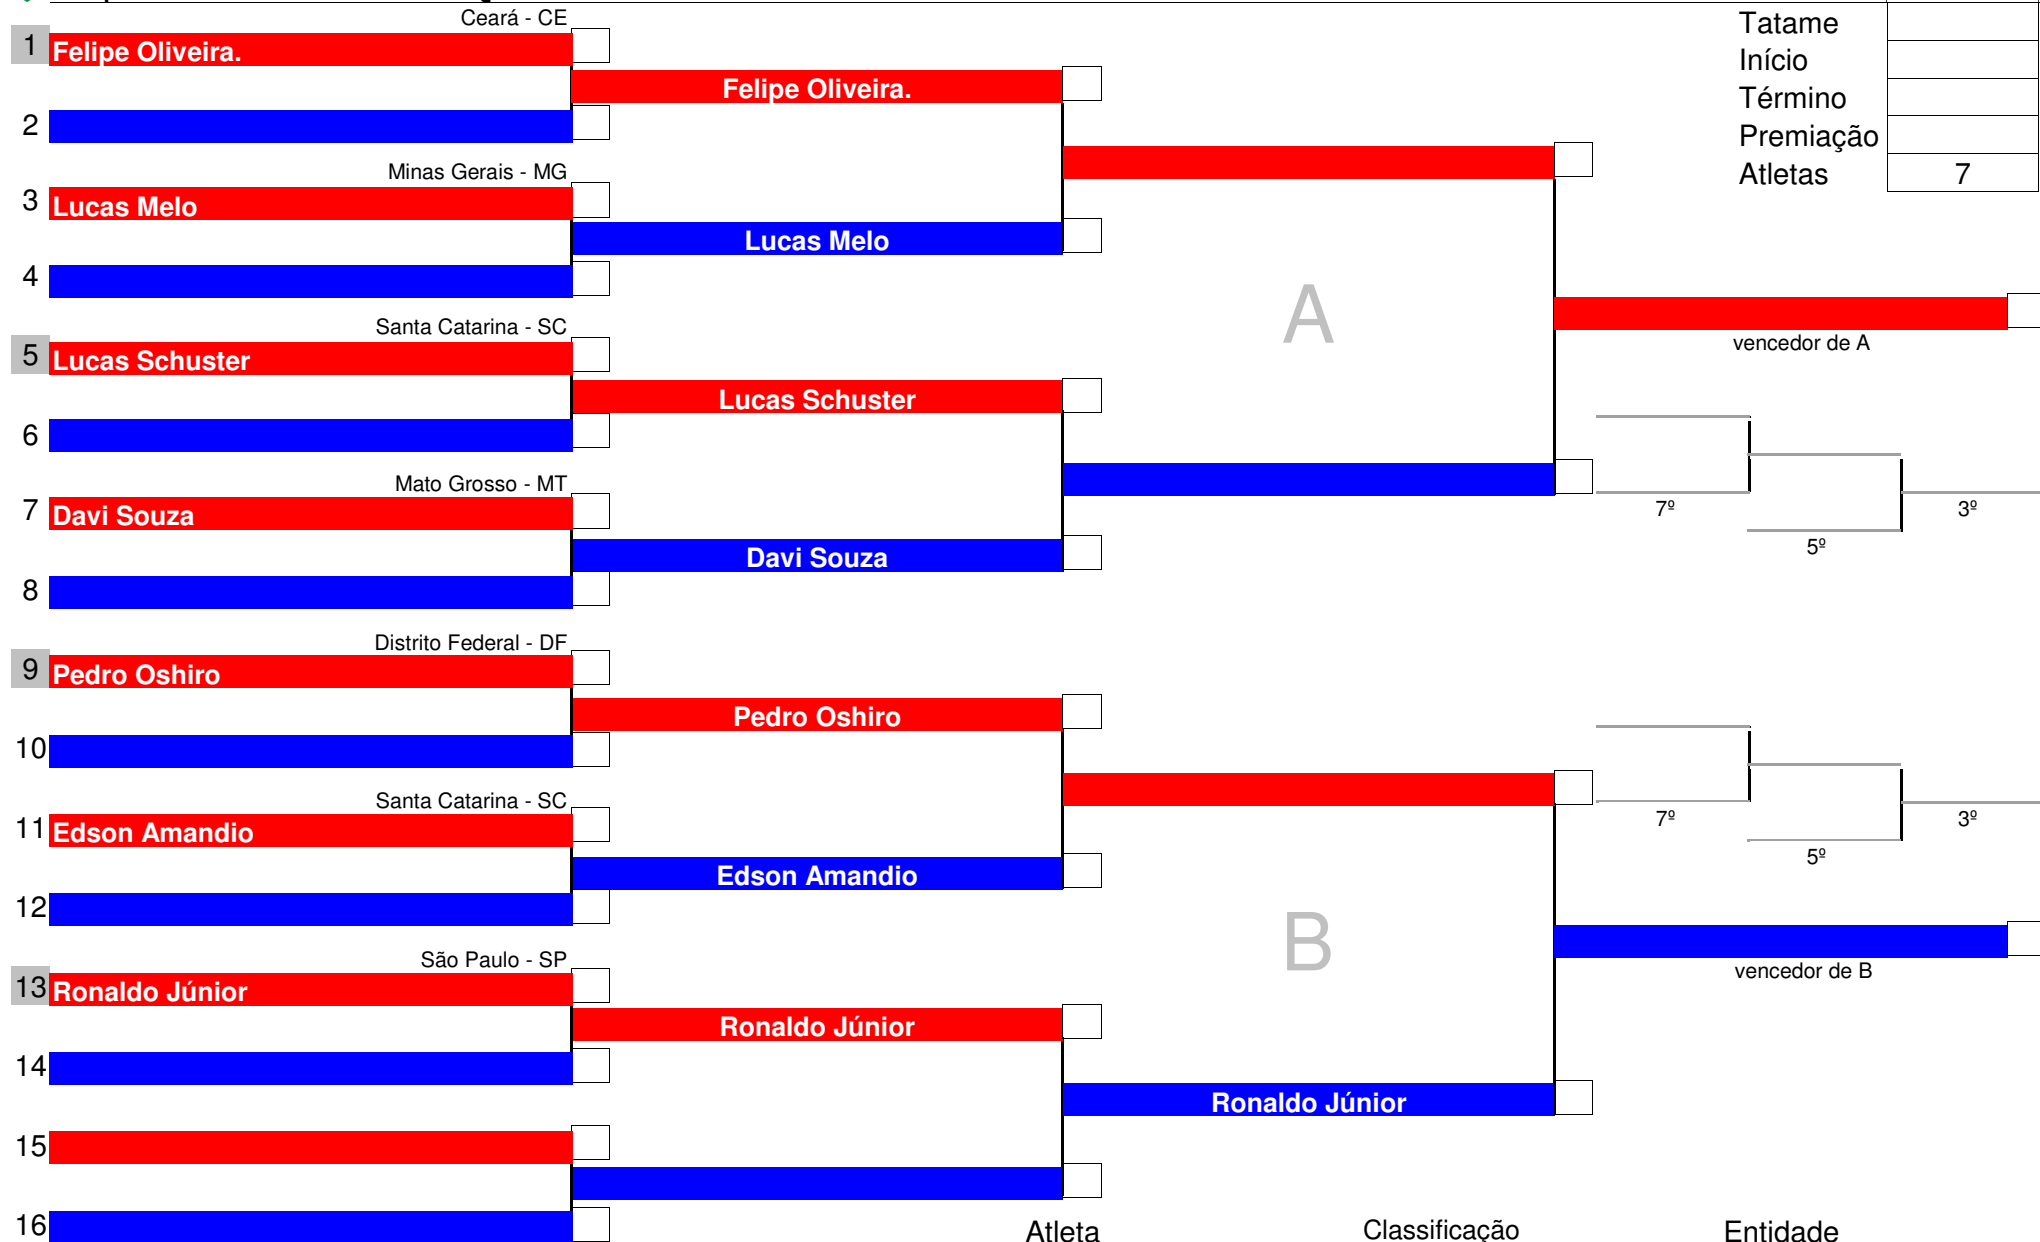 Ceará - CE
Tatame
1 Felipe Oliveira.
Início
Felipe Oliveira.
Término
2
Premiação
Minas Gerais - MG
Atletas 7
3 Lucas Melo
Lucas Melo
4
A
Santa Catarina - SC
vencedor de A
5 Lucas Schuster
Lucas Schuster
6
Mato Grosso - MT
7 Davi Souza
7º 3º
5º
Davi Souza
8
Distrito Federal - DF
9 Pedro Oshiro
Pedro Oshiro
10
Santa Catarina - SC
7º 3º
11 Edson Amandio
5º
Edson Amandio
12
B
São Paulo - SP
vencedor de B
13 Ronaldo Júnior
Ronaldo Júnior
14
Ronaldo Júnior
15
16
Atleta Classificação Entidade